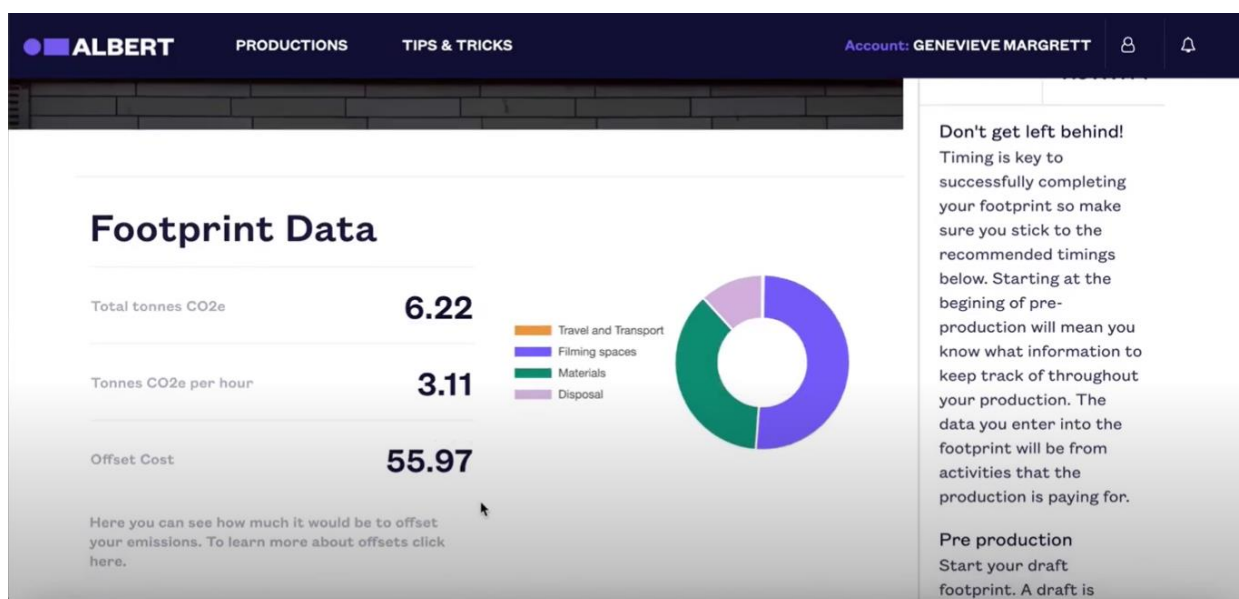 ALBERT PRODUCTIONS TIPS & TRICKS Account: GENEVIEVE MARGRETT
Footprint Data
Total tonnes CO2e 6.22
Tonnes CO2e per hour 3.11
Offset Cost 55.97
Here you can see how much it would be to offset
your emissions. To learn more about offsets click
here.
Travel and Transport
Filming spaces
Materials
Disposal
Don't get left behind!
Timing is key to
successfully completing
your footprint so make
sure you stick to the
recommended timings
below. Starting at the
begining of pre-
production will mean you
know what information to
keep track of throughout
your production. The
data you enter into the
footprint will be from
activities that the
production is paying for.
Pre production
Start your draft
footprint. A draft is